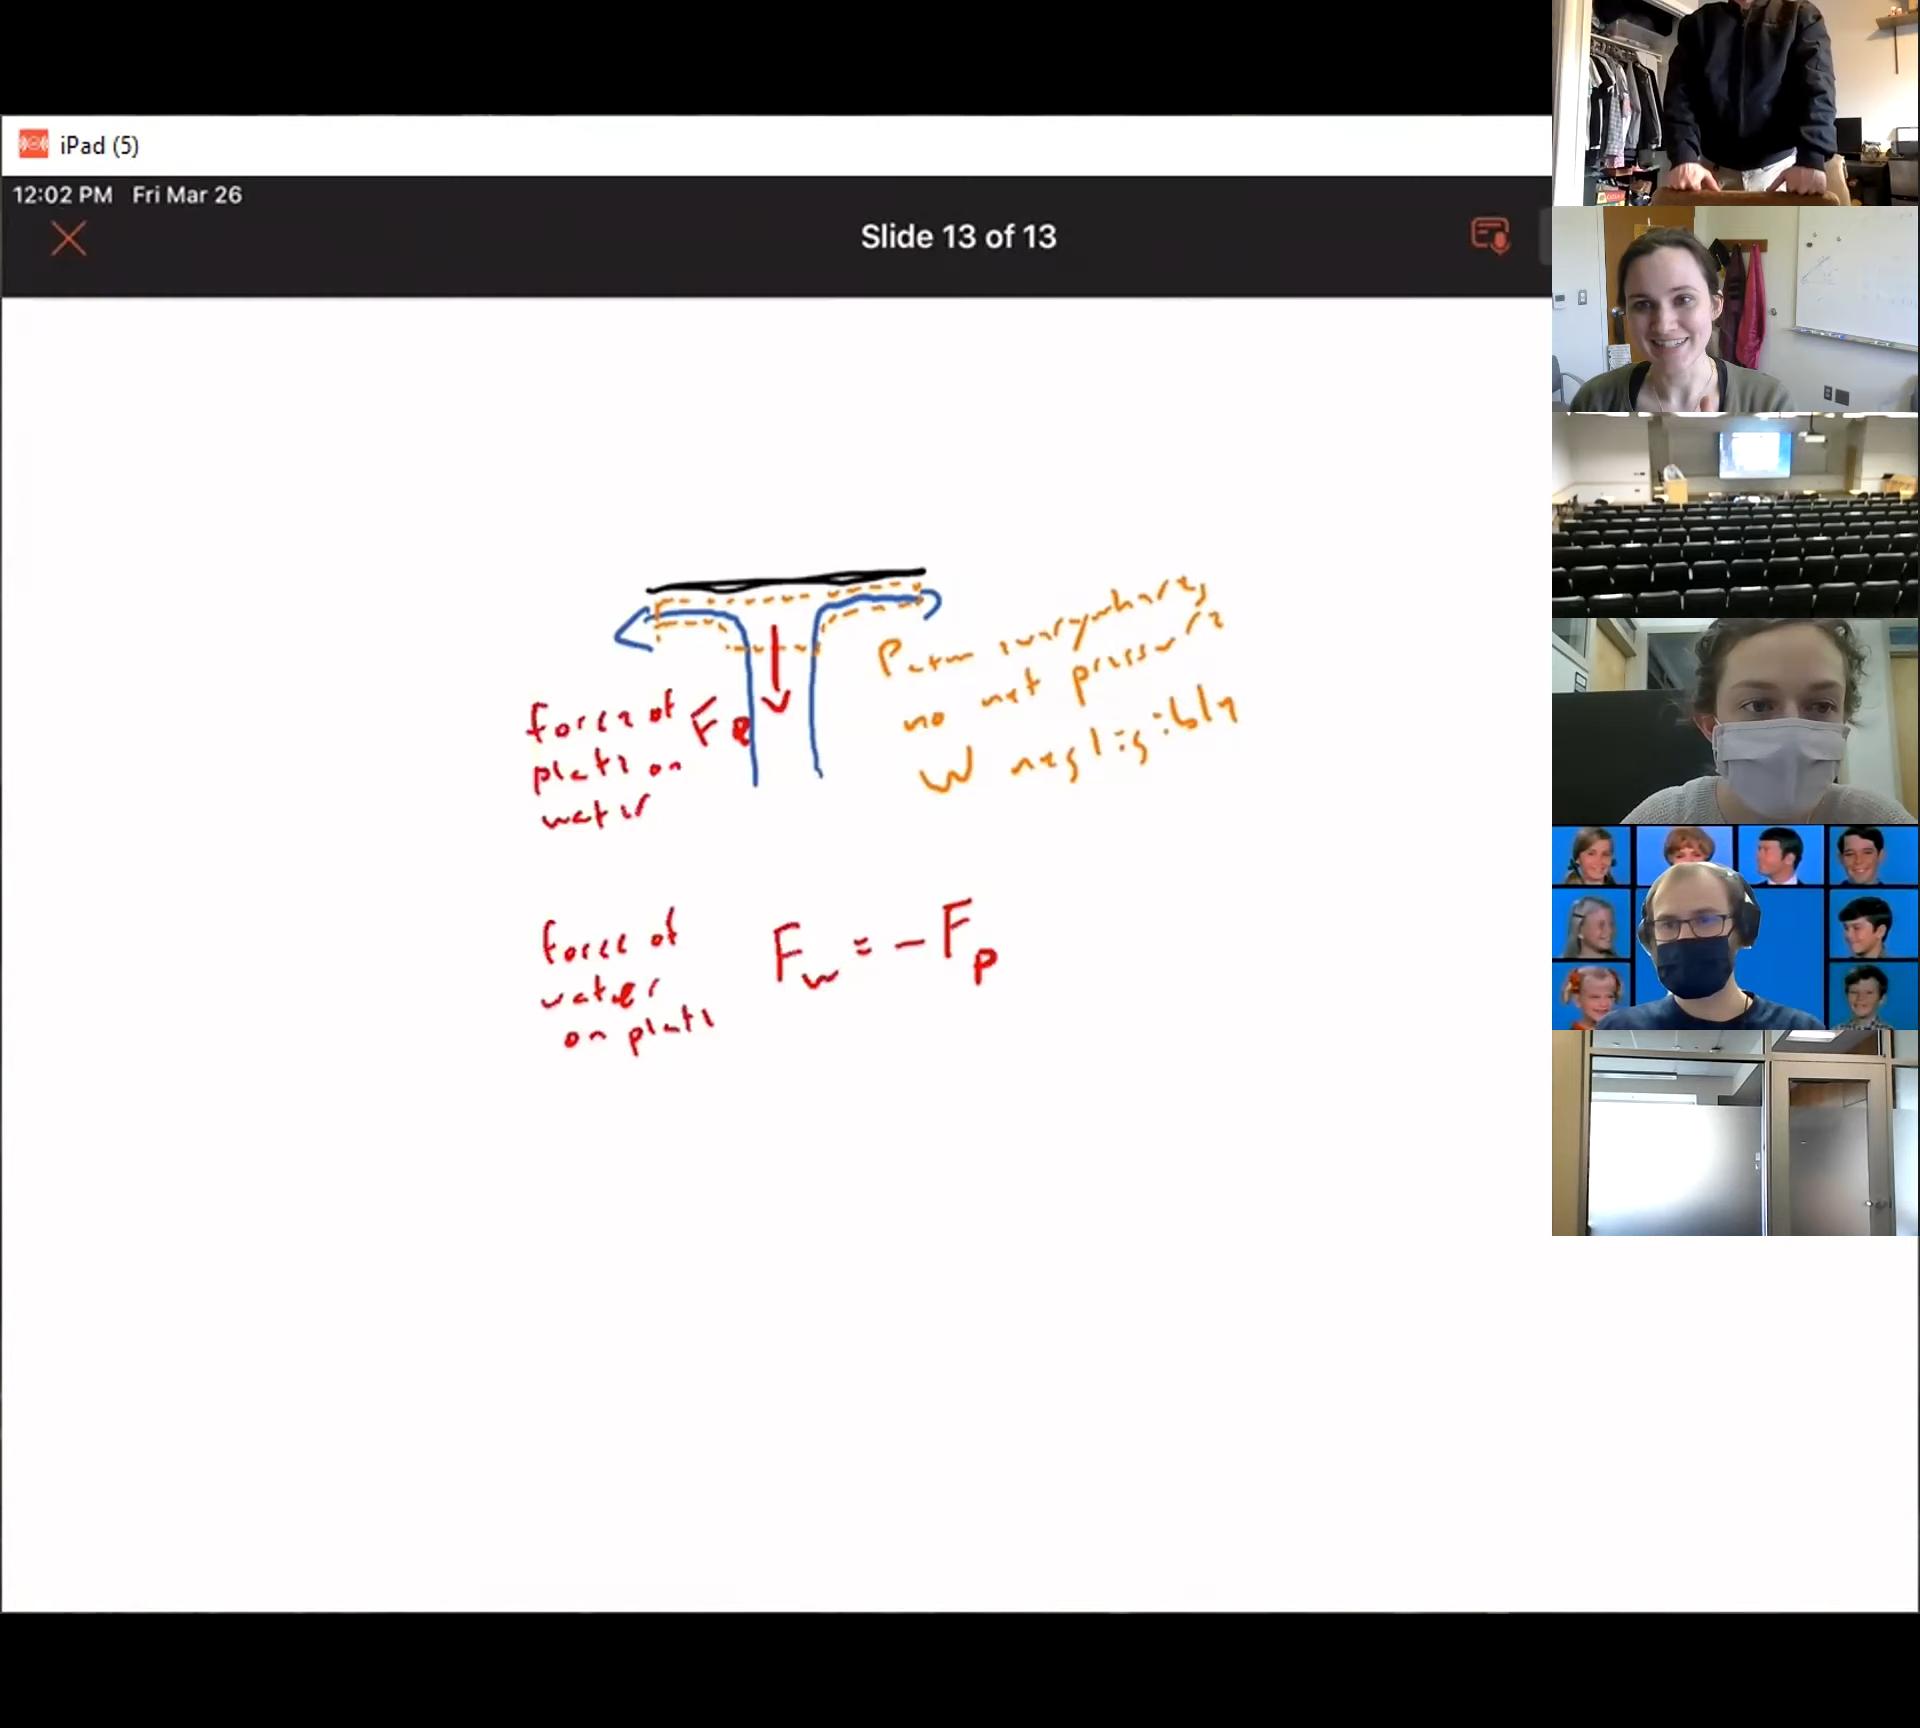 iPad (5)
12:02 PM Fri Mar 26
Slide 13 of 13
Patm everywhere
no net pressure
W negligible
force of Fp
plate on
water
force of
water
on plate
Fw = - Fp